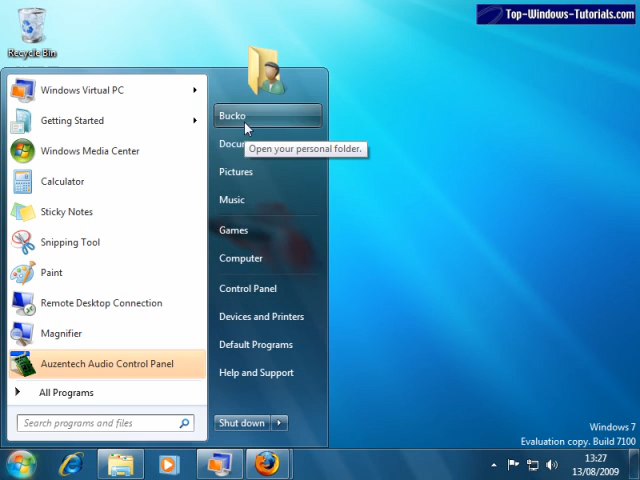 Top-Windows-Tutorials.com
Recycle Bin
Windows Virtual PC
Getting Started
Windows Media Center
Calculator
Sticky Notes
Snipping Tool
Paint
Remote Desktop Connection
Magnifier
Auzentech Audio Control Panel
All Programs
Search programs and files
Bucko
Open your personal folder.
Docu
Pictures
Music
Games
Computer
Control Panel
Devices and Printers
Default Programs
Help and Support
Shut down
Windows 7
Evaluation copy. Build 7100
13:27
13/08/2009